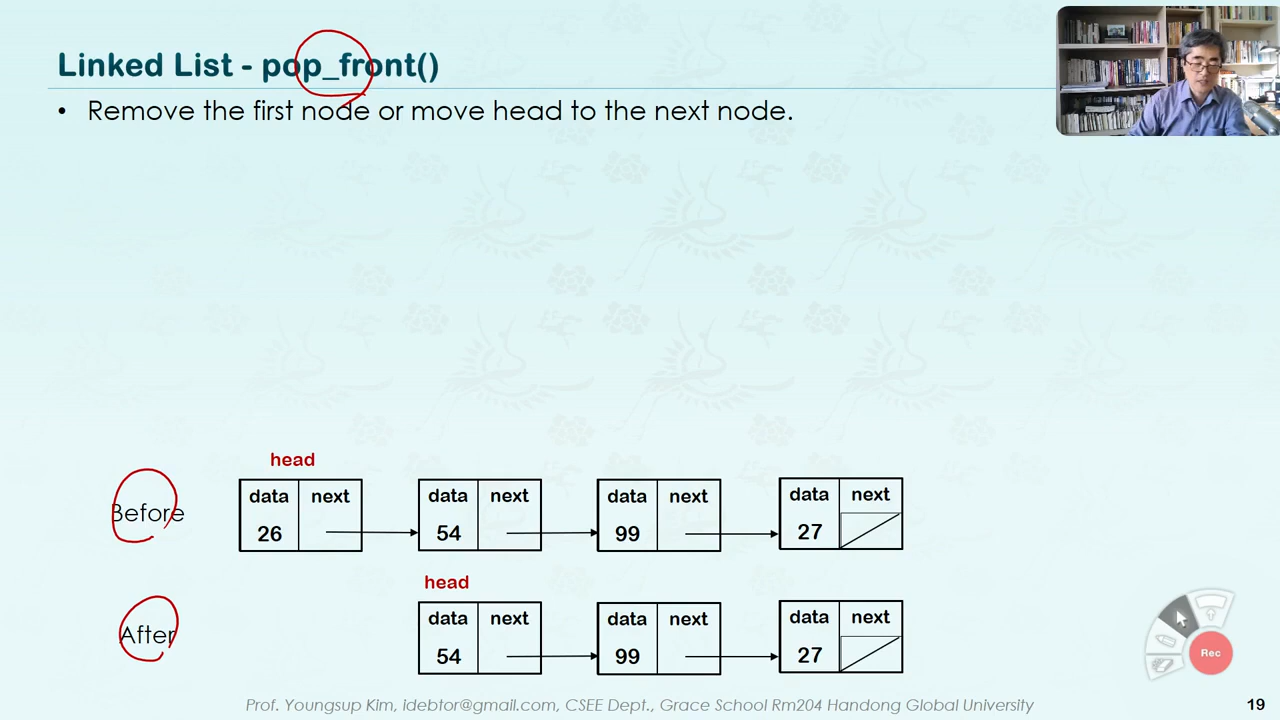 Linked List - pop_front()
• Remove the first node or move head to the next node.
head
Before
data next data next data next data next
26 54 99 27
head
After
data next data next data next
54 99 27
Rec
Prof. Youngsup Kim, Idebtor@gmail.com, CSEE Dept., Grace School Rm204 Handong Global University
19